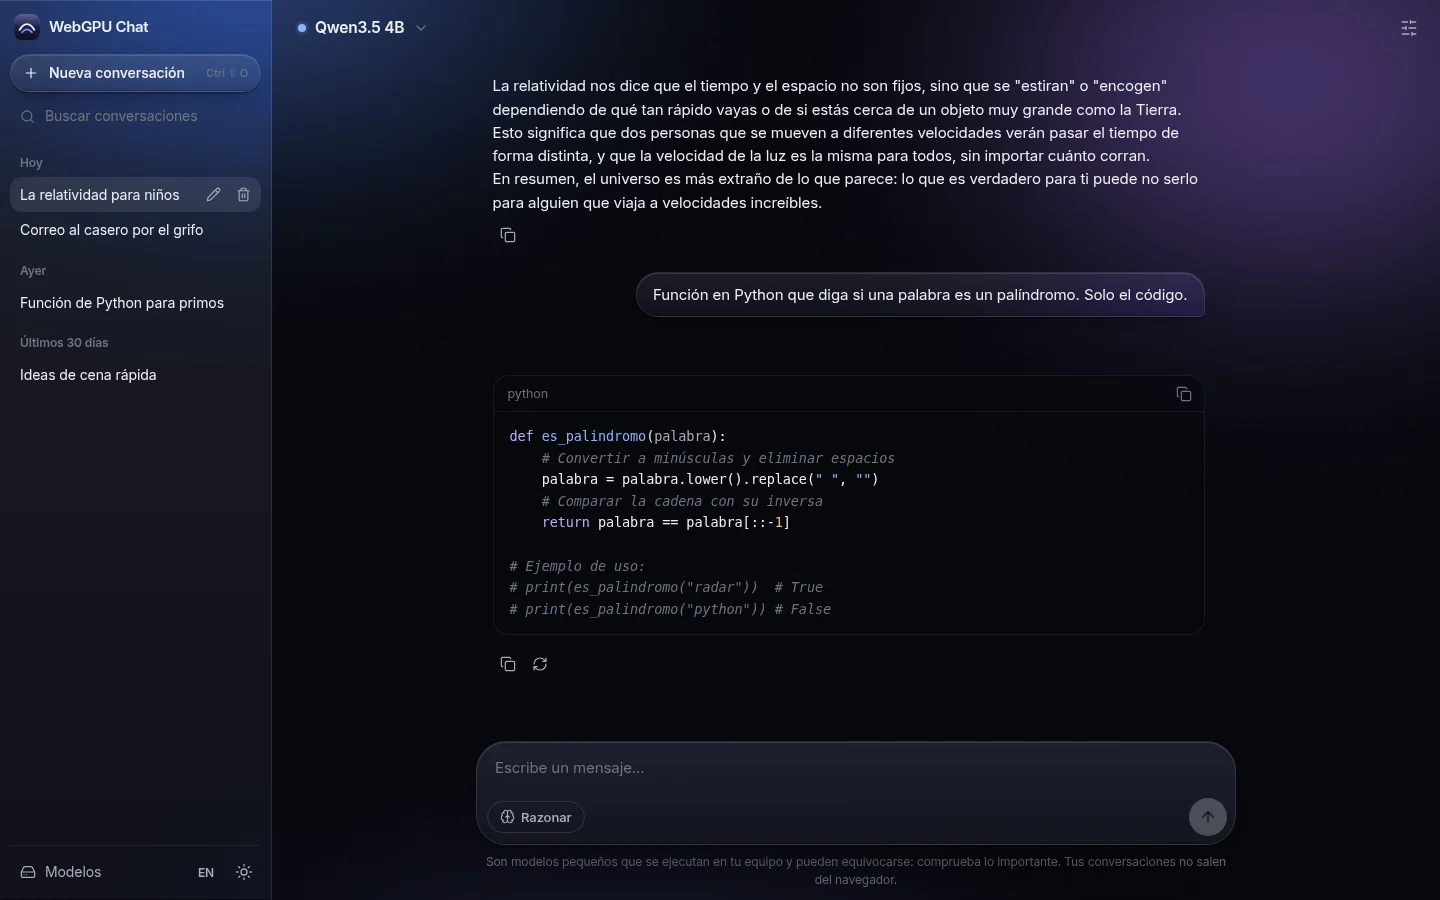 WebGPU Chat
Nueva conversación
Ctrl ⇧ O
Buscar conversaciones
Hoy
La relatividad para niños
Correo al casero por el grifo
Ayer
Función de Python para primos
Últimos 30 días
Ideas de cena rápida
Modelos
EN
Qwen3.5 4B
La relatividad nos dice que el tiempo y el espacio no son fijos, sino que se "estiran" o "encogen"
dependiendo de qué tan rápido vayas o de si estás cerca de un objeto muy grande como la Tierra.
Esto significa que dos personas que se mueven a diferentes velocidades verán pasar el tiempo de
forma distinta, y que la velocidad de la luz es la misma para todos, sin importar cuánto corran.
En resumen, el universo es más extraño de lo que parece: lo que es verdadero para ti puede no serlo
para alguien que viaja a velocidades increíbles.
Función en Python que diga si una palabra es un palíndromo. Solo el código.
python
def es_palindromo(palabra):
    # Convertir a minúsculas y eliminar espacios
    palabra = palabra.lower().replace(" ", "")
    # Comparar la cadena con su inversa
    return palabra == palabra[::-1]
# Ejemplo de uso:
# print(es_palindromo("radar"))  # True
# print(es_palindromo("python")) # False
Escribe un mensaje...
Razonar
Son modelos pequeños que se ejecutan en tu equipo y pueden equivocarse: comprueba lo importante. Tus conversaciones no salen
del navegador.